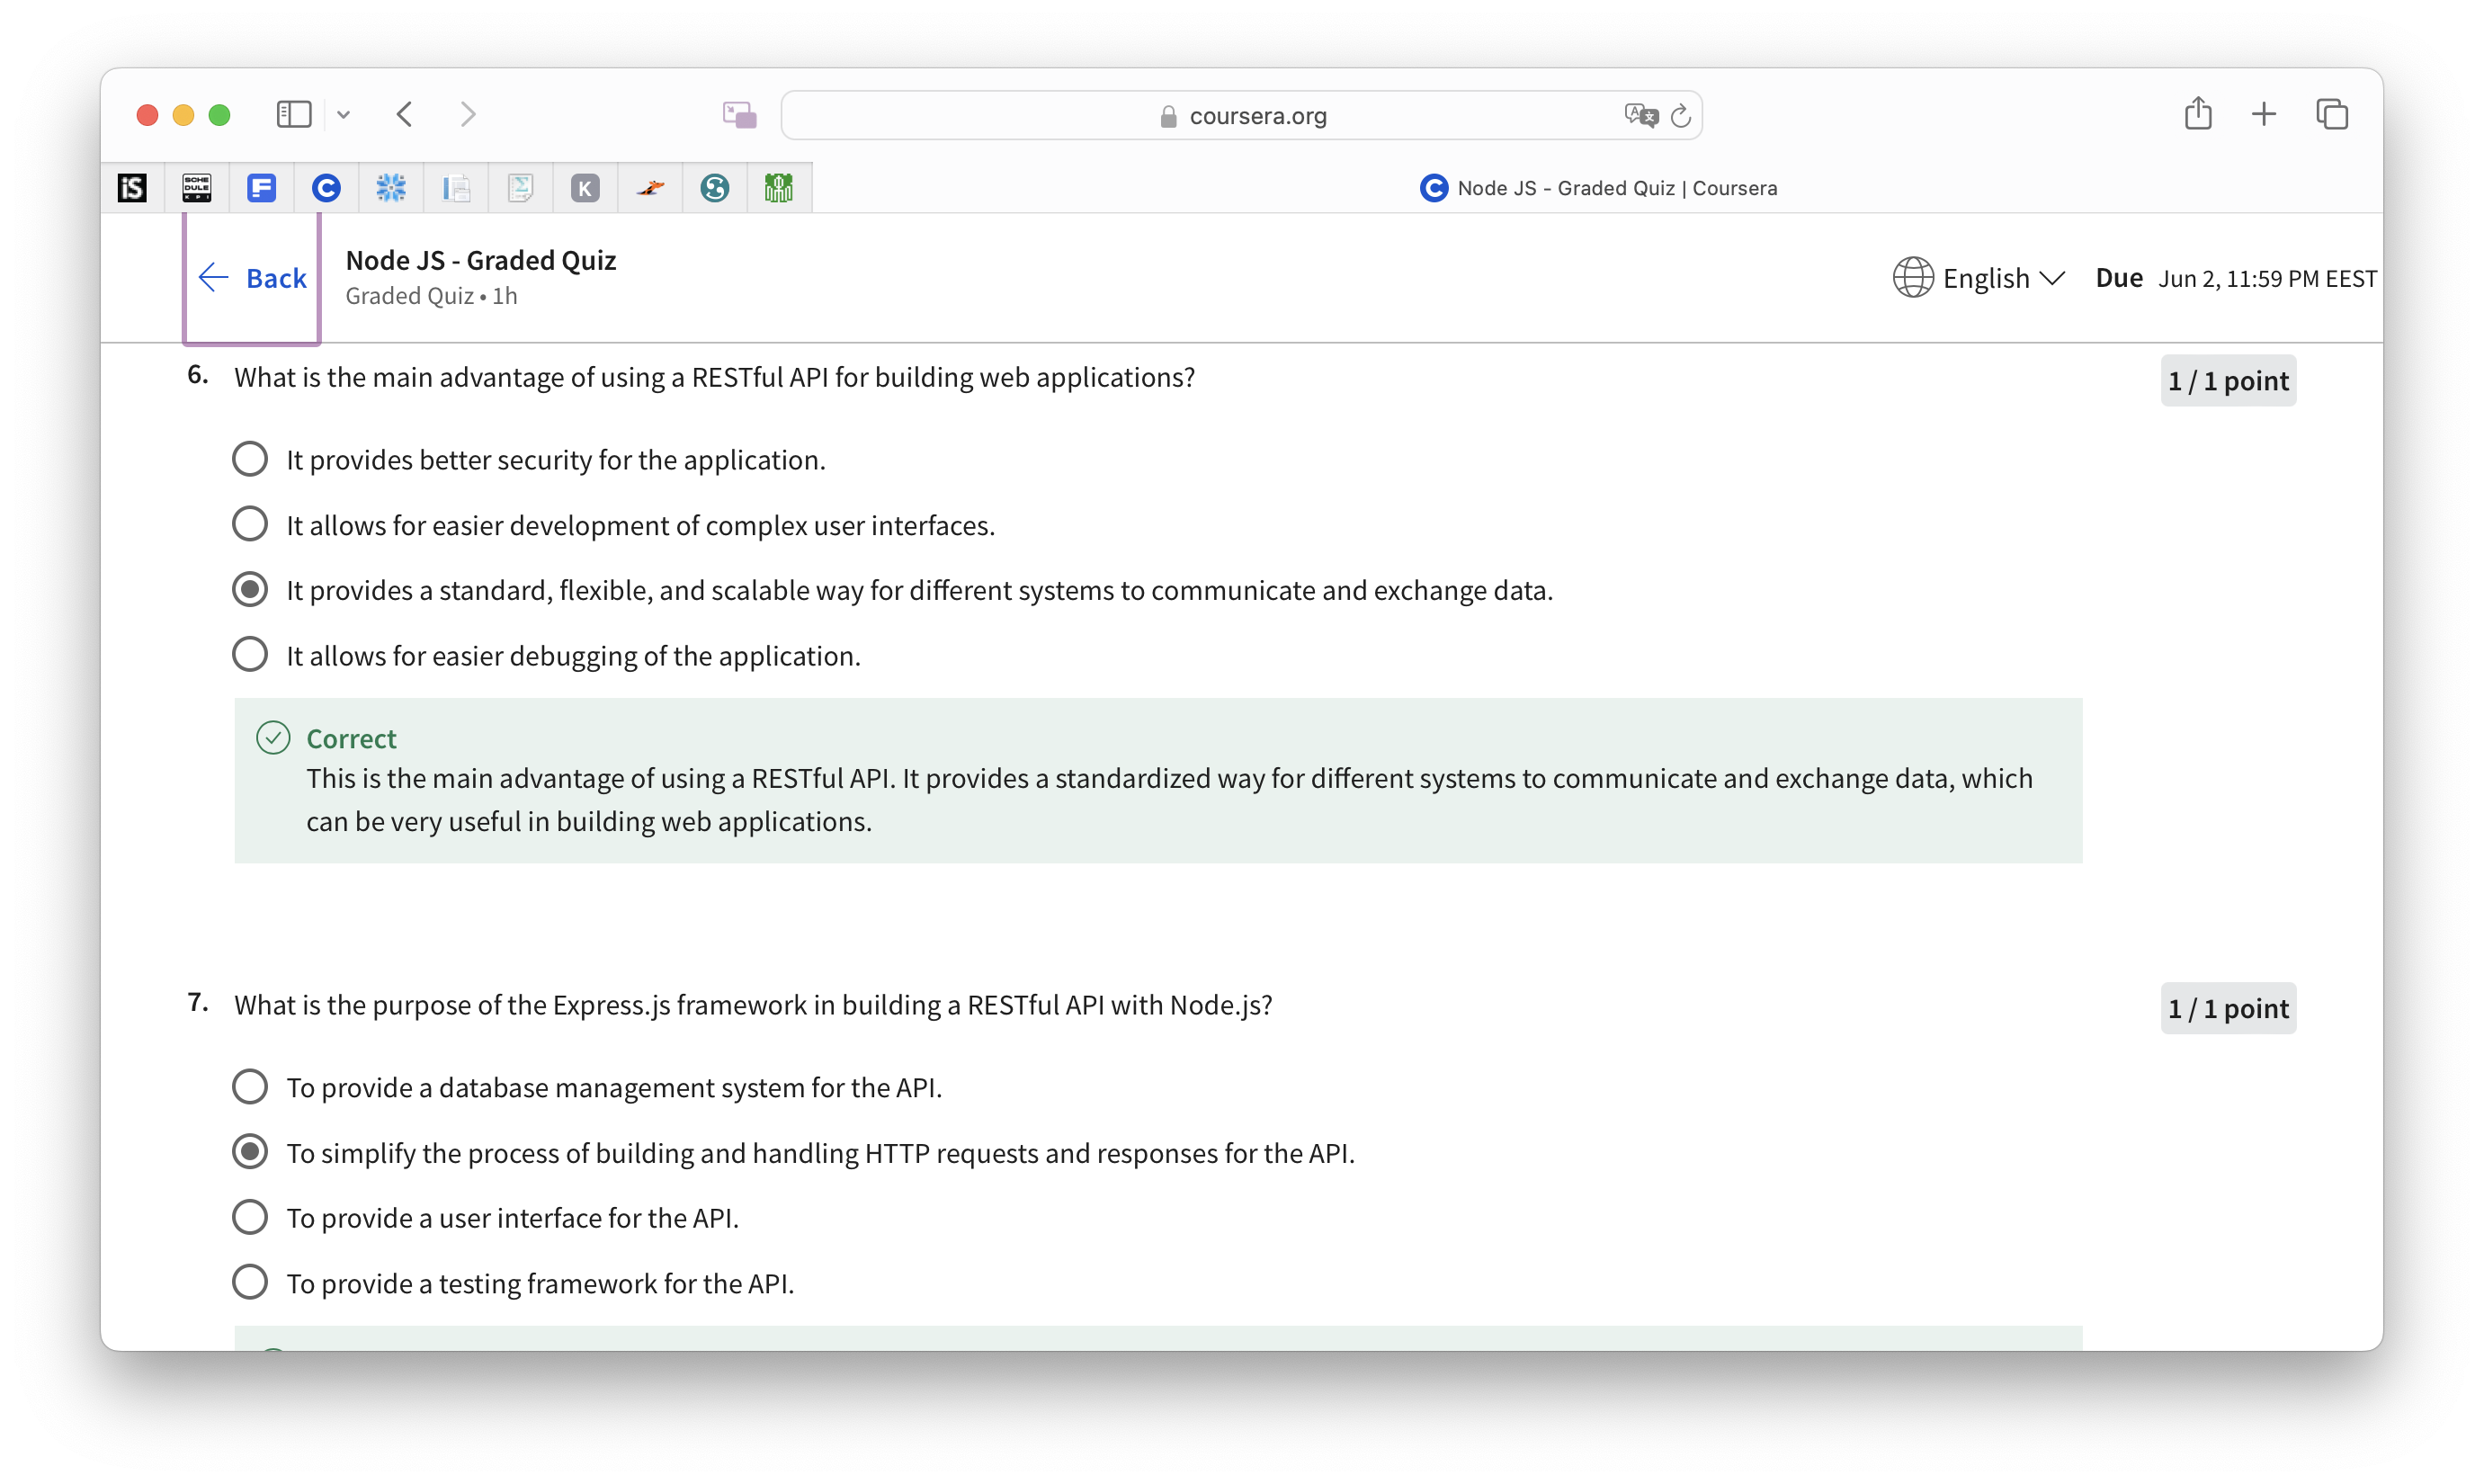 coursera.org
iS
SCHE
DULE
KPI
F
C
K
C Node JS - Graded Quiz | Coursera
Back
Node JS - Graded Quiz
Graded Quiz • 1h
English
Due Jun 2, 11:59 PM EEST
6. What is the main advantage of using a RESTful API for building web applications?
1 / 1 point
It provides better security for the application.
It allows for easier development of complex user interfaces.
It provides a standard, flexible, and scalable way for different systems to communicate and exchange data.
It allows for easier debugging of the application.
Correct
This is the main advantage of using a RESTful API. It provides a standardized way for different systems to communicate and exchange data, which
can be very useful in building web applications.
7. What is the purpose of the Express.js framework in building a RESTful API with Node.js?
1 / 1 point
To provide a database management system for the API.
To simplify the process of building and handling HTTP requests and responses for the API.
To provide a user interface for the API.
To provide a testing framework for the API.